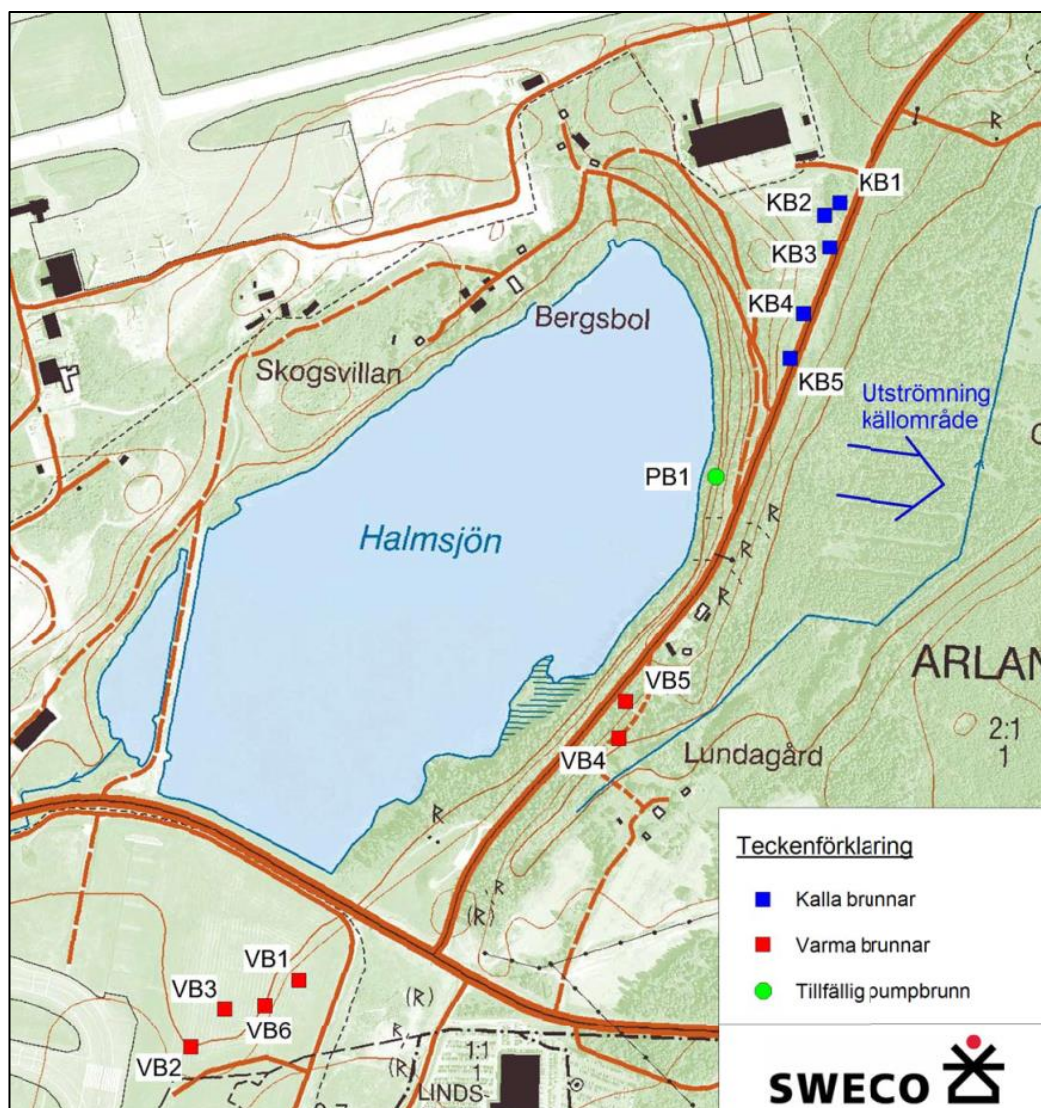 KB1
KB2
KB3
KB4
Bergsbol
Skogsvillan
KB5
Utströmning
källområde
PB1
Halmsjön
R
R
R
R
ARLAN
VB5
2:1
1
VB4
Lundagård
R
R
(R)
Teckenförklaring
Kalla brunnar
Varma brunnar
Tillfällig pumpbrunn
VB1
VB3
VB6
VB2
(R)
R
(R)
1:1
1
LINDS-
SWECO